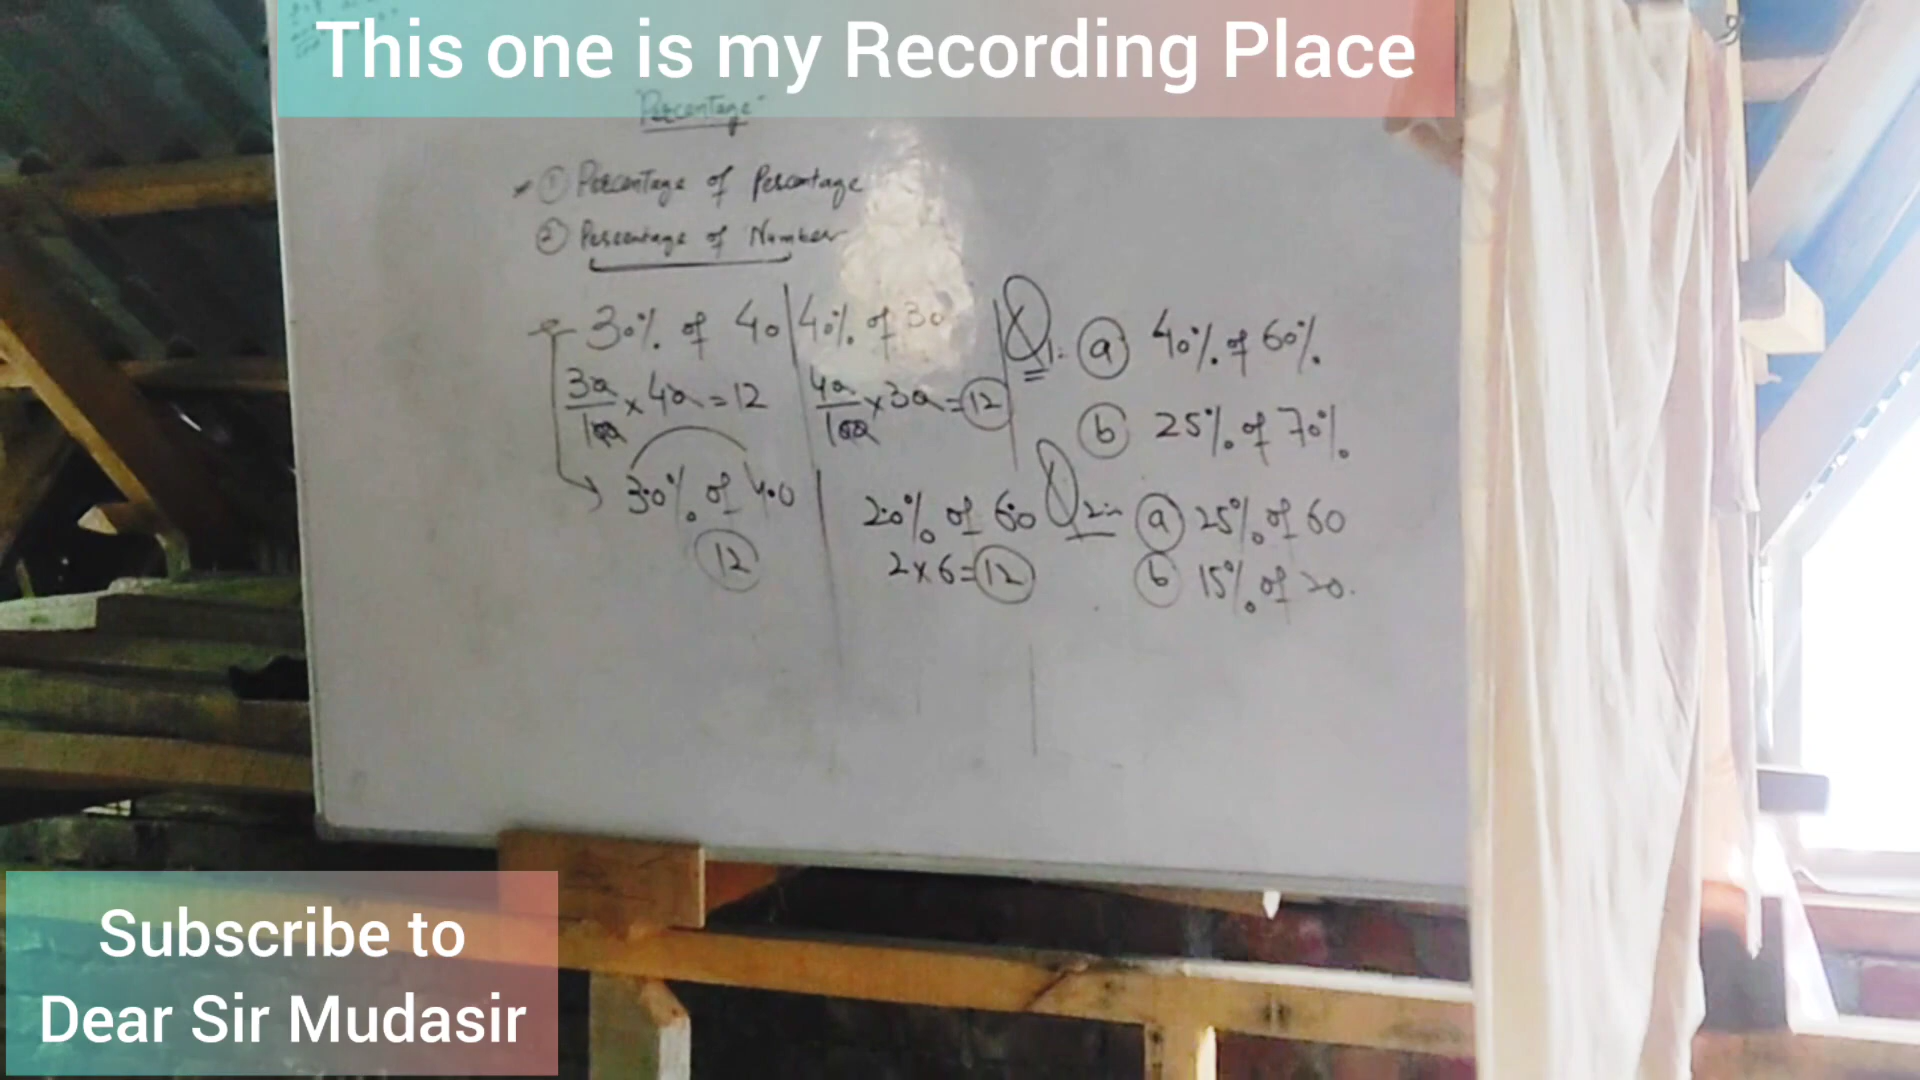 This one is my Recording Place
"Percentage"
① Percentage of Percentage
② Percentage of Number
30% of 40 | 40% of 30
30/100 × 40 = 12 | 40/100 × 30 = 12
30% of 40 | 20% of 60
12 | 2×6=12
Q1:- (a) 40% of 60%.
(b) 25% of 70%.
Q2:- (a) 25% of 60
(b) 15% of 20.
Subscribe to
Dear Sir Mudasir